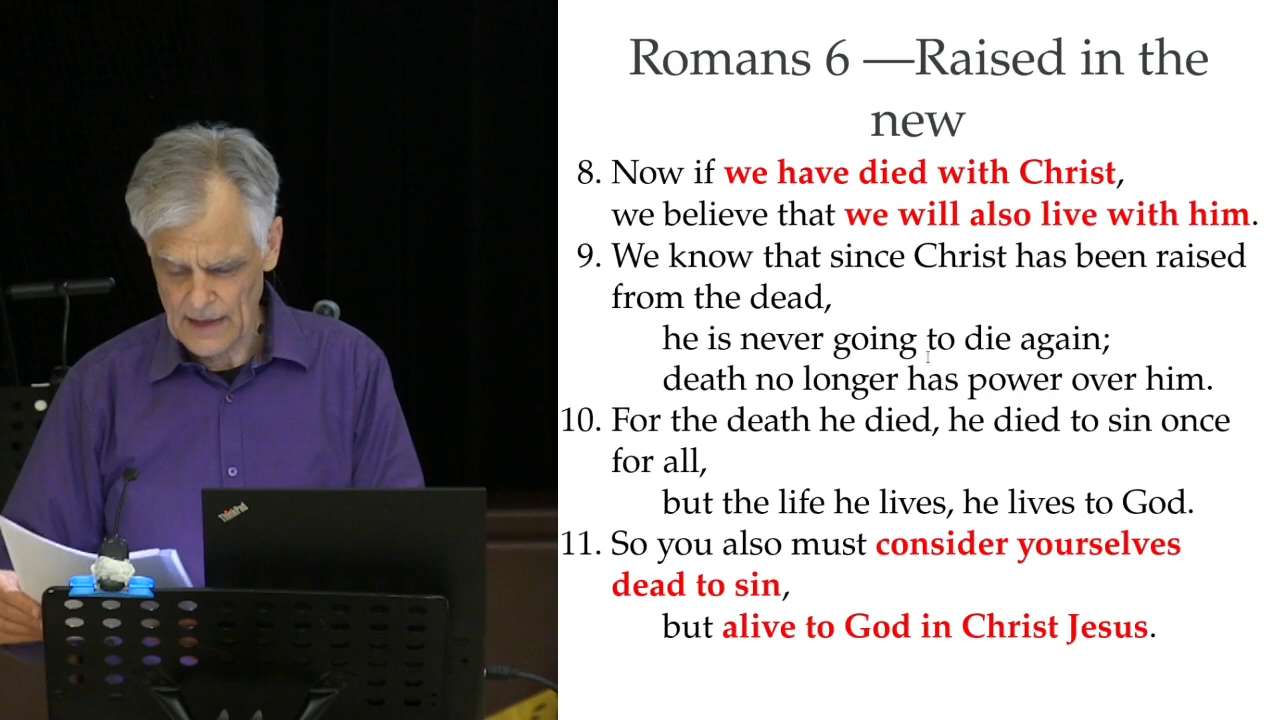 Romans 6 —Raised in the
new
8. Now if we have died with Christ,
we believe that we will also live with him.
9. We know that since Christ has been raised
from the dead,
he is never going to die again;
death no longer has power over him.
10. For the death he died, he died to sin once
for all,
but the life he lives, he lives to God.
11. So you also must consider yourselves
dead to sin,
but alive to God in Christ Jesus.
ThinkPad